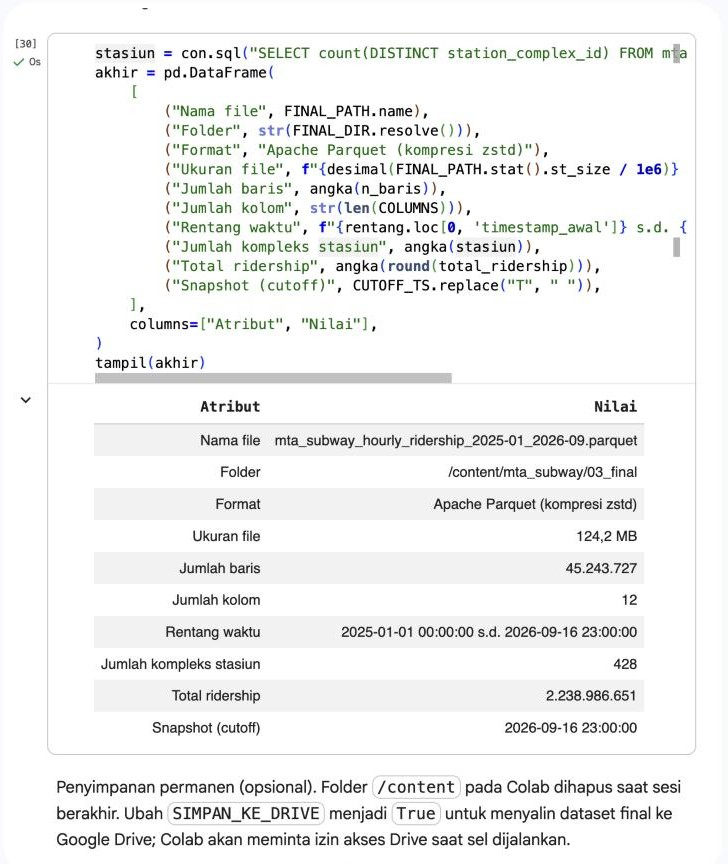 [30]
0s
stasiun = con.sql("SELECT count(DISTINCT station_complex_id) FROM mta
akhir = pd.DataFrame(
[
("Nama file", FINAL_PATH.name),
("Folder", str(FINAL_DIR.resolve())),
("Format", "Apache Parquet (kompresi zstd)"),
("Ukuran file", f"{desimal(FINAL_PATH.stat().st_size / 1e6)}
("Jumlah baris", angka(n_baris)),
("Jumlah kolom", str(len(COLUMNS))),
("Rentang waktu", f"{rentang.loc[0, 'timestamp_awal']} s.d. {
("Jumlah kompleks stasiun", angka(stasiun)),
("Total ridership", angka(round(total_ridership))),
("Snapshot (cutoff)", CUTOFF_TS.replace("T", " ")),
],
columns=["Atribut", "Nilai"],
)
tampil(akhir)
Atribut Nilai
Nama file mta_subway_hourly_ridership_2025-01_2026-09.parquet
Folder /content/mta_subway/03_final
Format Apache Parquet (kompresi zstd)
Ukuran file 124,2 MB
Jumlah baris 45.243.727
Jumlah kolom 12
Rentang waktu 2025-01-01 00:00:00 s.d. 2026-09-16 23:00:00
Jumlah kompleks stasiun 428
Total ridership 2.238.986.651
Snapshot (cutoff) 2026-09-16 23:00:00
Penyimpanan permanen (opsional). Folder /content pada Colab dihapus saat sesi
berakhir. Ubah SIMPAN_KE_DRIVE menjadi True untuk menyalin dataset final ke
Google Drive; Colab akan meminta izin akses Drive saat sel dijalankan.